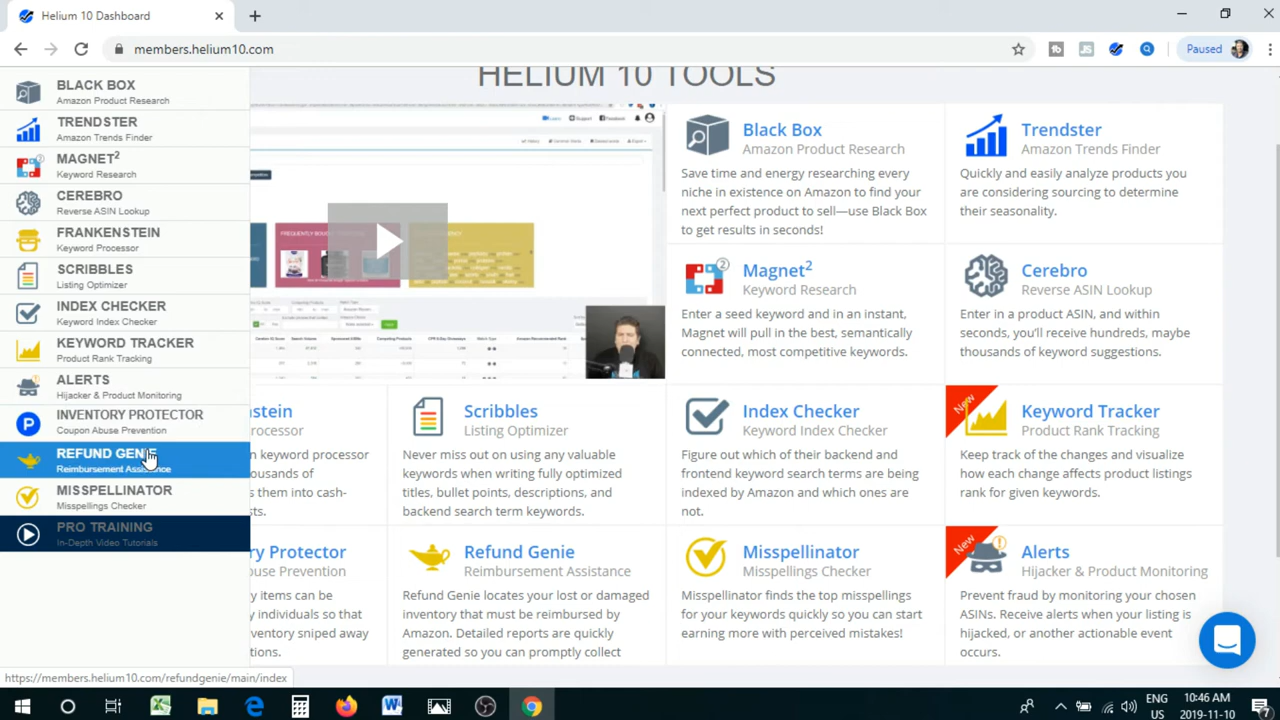 Helium 10 Dashboard
members.helium10.com
Paused
BLACK BOX
Amazon Product Research
TRENDSTER
Amazon Trends Finder
MAGNET2
Keyword Research
CEREBRO
Reverse ASIN Lookup
FRANKENSTEIN
Keyword Processor
SCRIBBLES
Listing Optimizer
INDEX CHECKER
Keyword Index Checker
KEYWORD TRACKER
Product Rank Tracking
ALERTS
Hijacker & Product Monitoring
INVENTORY PROTECTOR
Coupon Abuse Prevention
REFUND GENIE
Reimbursement Assistance
MISSPELLINATOR
Misspellings Checker
PRO TRAINING
In-Depth Video Tutorials
HELIUM 10 TOOLS
Black Box
Amazon Product Research
Save time and energy researching every
niche in existence on Amazon to find your
next perfect product to sell—use Black Box
to get results in seconds!
Trendster
Amazon Trends Finder
Quickly and easily analyze products you
are considering sourcing to determine
their seasonality.
Magnet2
Keyword Research
Enter a seed keyword and in an instant,
Magnet will pull in the best, semantically
connected, most competitive keywords.
Cerebro
Reverse ASIN Lookup
Enter in a product ASIN, and within
seconds, you'll receive hundreds, maybe
thousands of keyword suggestions.
nstein
rocessor
n keyword processor
ousands of
s them into cash-
s.
Scribbles
Listing Optimizer
Never miss out on using any valuable
keywords when writing fully optimized
titles, bullet points, descriptions, and
backend search term keywords.
Index Checker
Keyword Index Checker
Figure out which of their backend and
frontend keyword search terms are being
indexed by Amazon and which ones are
not.
New
Keyword Tracker
Product Rank Tracking
Keep track of the changes and visualize
how each change affects product listings
rank for given keywords.
ry Protector
use Prevention
y items can be
y individuals so that
ventory sniped away
tions.
Refund Genie
Reimbursement Assistance
Refund Genie locates your lost or damaged
inventory that must be reimbursed by
Amazon. Detailed reports are quickly
generated so you can promptly collect
Misspellinator
Misspellings Checker
Misspellinator finds the top misspellings
for your keywords quickly so you can start
earning more with perceived mistakes!
New
Alerts
Hijacker & Product Monitoring
Prevent fraud by monitoring your chosen
ASINs. Receive alerts when your listing is
hijacked, or another actionable event
occurs.
https://members.helium10.com/refundgenie/main/index
ENG
US
10:46 AM
2019-11-10